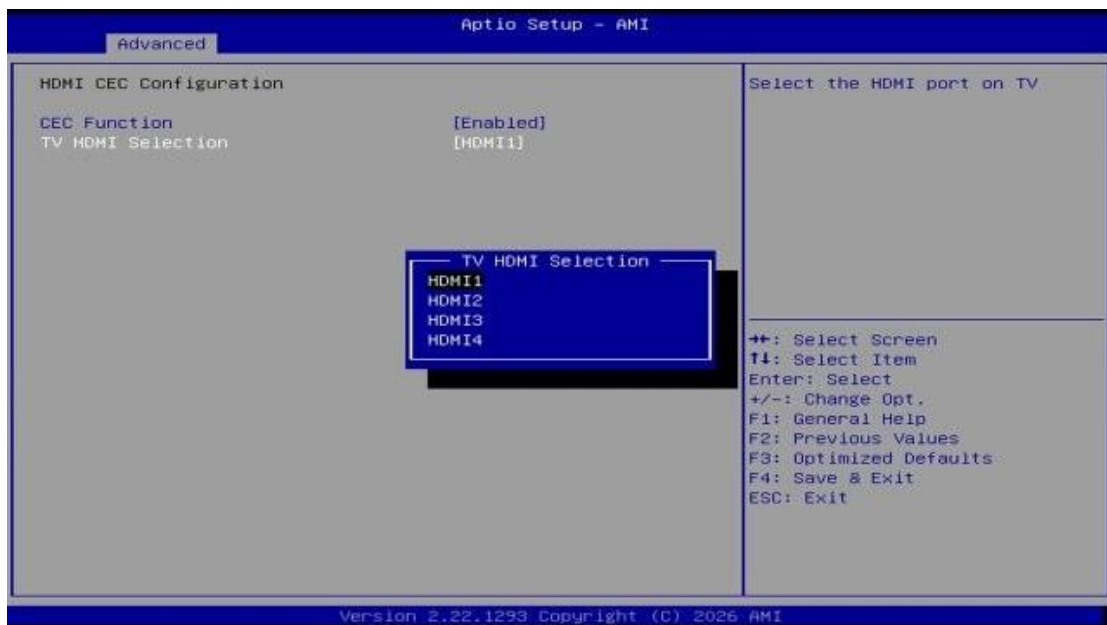 Aptio Setup - AMI
Advanced
HDMI CEC Configuration
CEC Function [Enabled]
TV HDMI Selection [HDMI1]
Select the HDMI port on TV
TV HDMI Selection
HDMI1
HDMI2
HDMI3
HDMI4
→←: Select Screen
↑↓: Select Item
Enter: Select
+/-: Change Opt.
F1: General Help
F2: Previous Values
F3: Optimized Defaults
F4: Save & Exit
ESC: Exit
Version 2.22.1293 Copyright (C) 2026 AMI